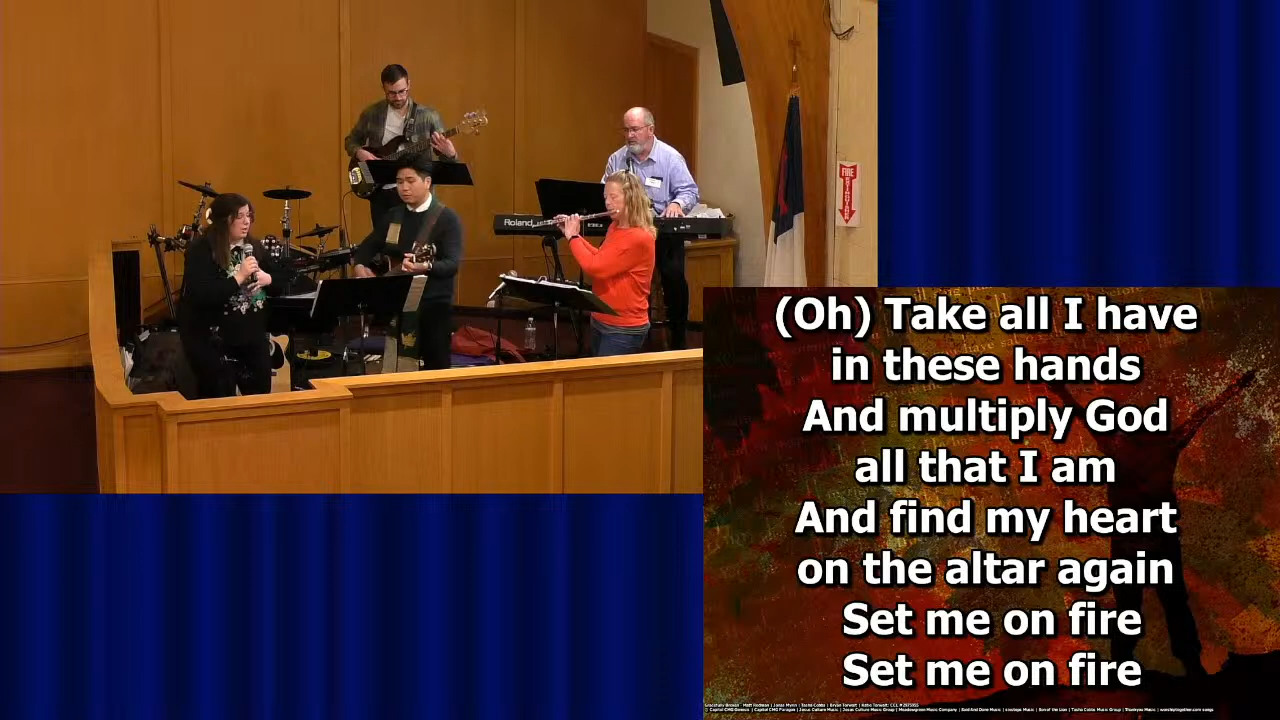 FIRE
EXTINGUISHER
Roland
(Oh) Take all I have
in these hands
And multiply God
all that I am
And find my heart
on the altar again
Set me on fire
Set me on fire